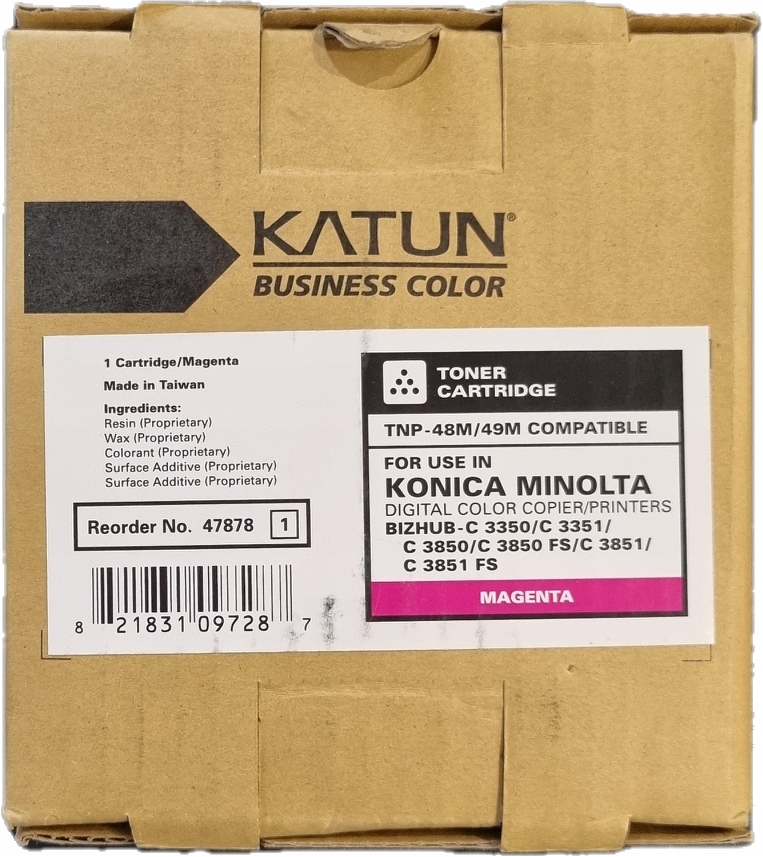 KATUN®
BUSINESS COLOR
1 Cartridge/Magenta
Made in Taiwan
Ingredients:
Resin (Proprietary)
Wax (Proprietary)
Colorant (Proprietary)
Surface Additive (Proprietary)
Surface Additive (Proprietary)
Reorder No. 47878 1
8 21831 09728 7
TONER
CARTRIDGE
TNP-48M/49M COMPATIBLE
FOR USE IN
KONICA MINOLTA
DIGITAL COLOR COPIER/PRINTERS
BIZHUB-C 3350/C 3351/
C 3850/C 3850 FS/C 3851/
C 3851 FS
MAGENTA